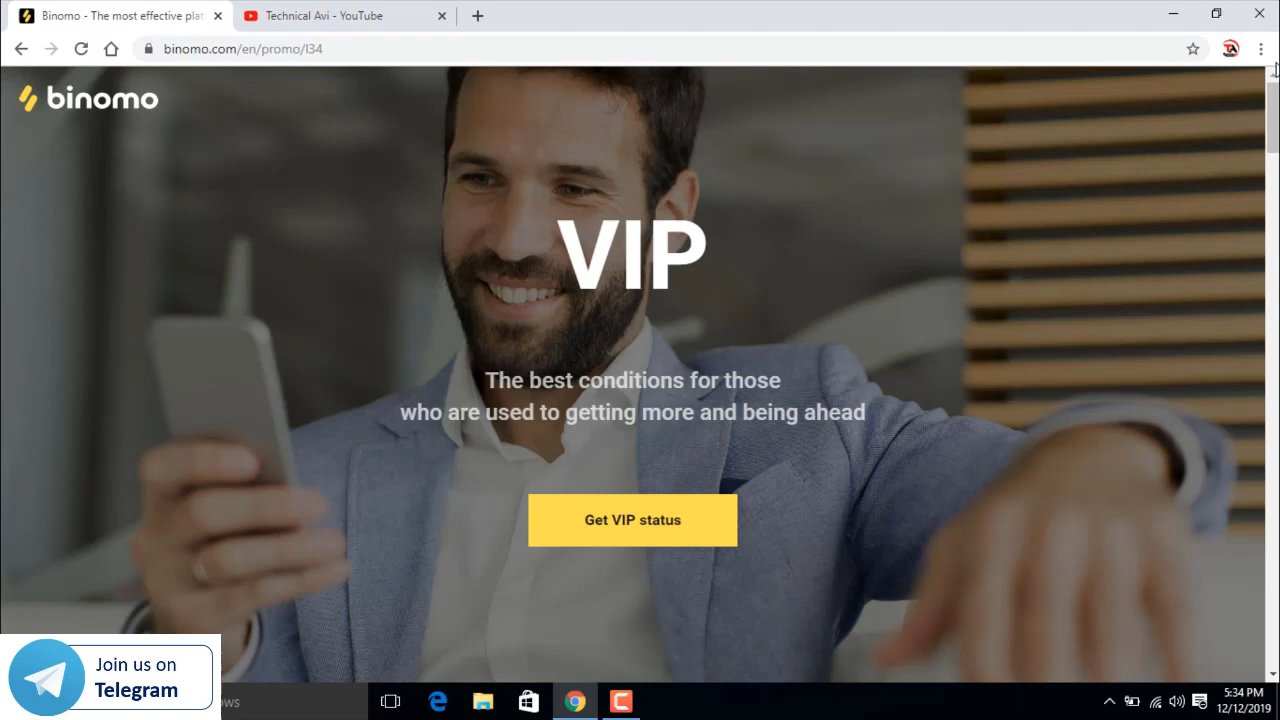 Binomo - The most effective plat
Technical Avi - YouTube
binomo.com/en/promo/l34
binomo
VIP
The best conditions for those
who are used to getting more and being ahead
Get VIP status
Join us on
Telegram
ows
5:34 PM
12/12/2019